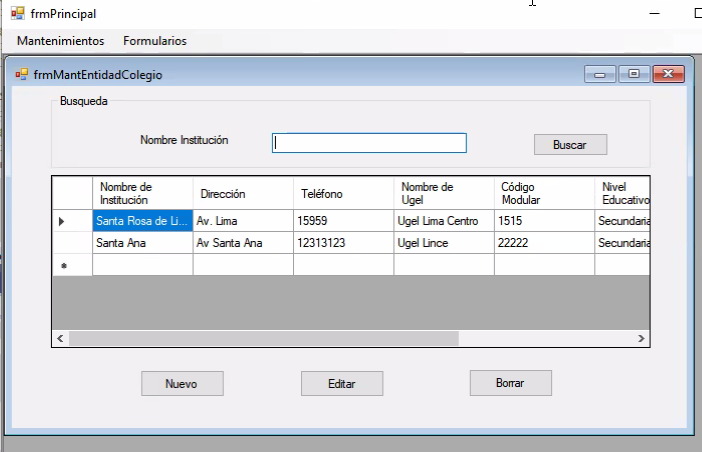 frmPrincipal
Mantenimientos Formularios
frmMantEntidadColegio
Busqueda
Nombre Institución
Buscar
Nombre de Institución Dirección Teléfono Nombre de Ugel Código Modular Nivel Educativo
Santa Rosa de Li... Av. Lima 15959 Ugel Lima Centro 1515 Secundaria
Santa Ana Av Santa Ana 12313123 Ugel Lince 22222 Secundaria
Nuevo Editar Borrar